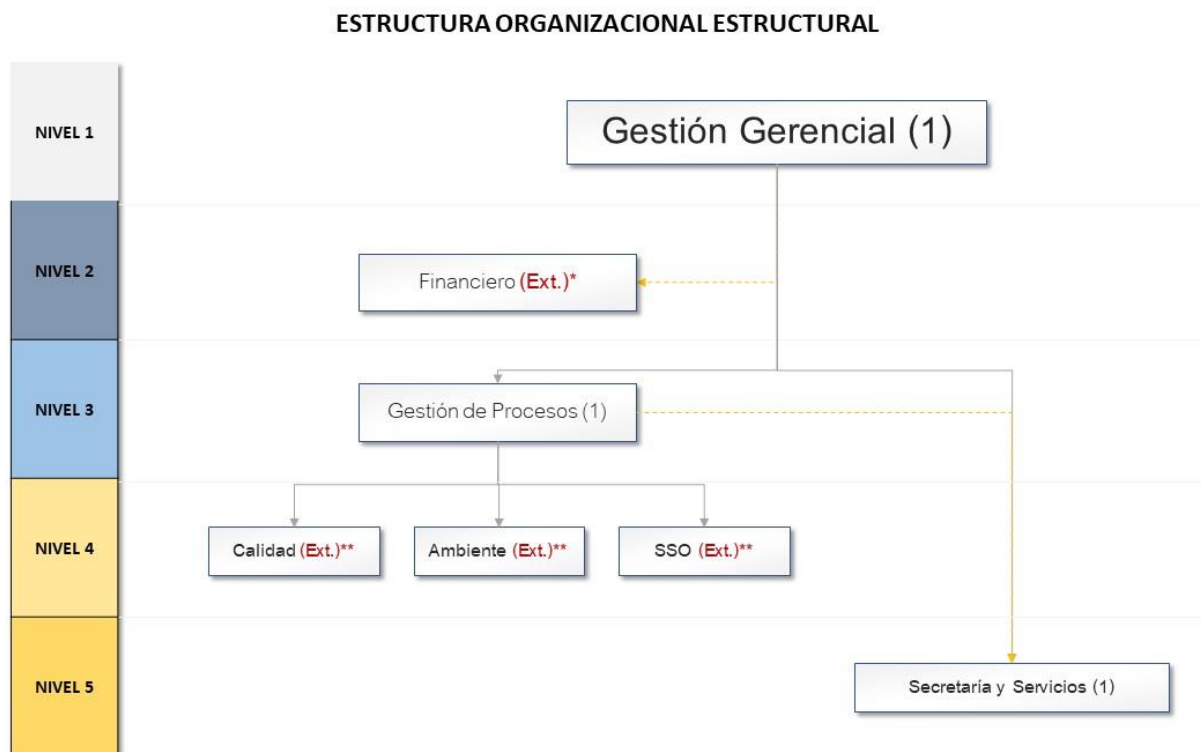 ESTRUCTURA ORGANIZACIONAL ESTRUCTURAL
NIVEL 1
Gestión Gerencial (1)
NIVEL 2
Financiero (Ext.)*
NIVEL 3
Gestión de Procesos (1)
NIVEL 4
Calidad (Ext.)**
Ambiente (Ext.)**
SSO (Ext.)**
NIVEL 5
Secretaría y Servicios (1)